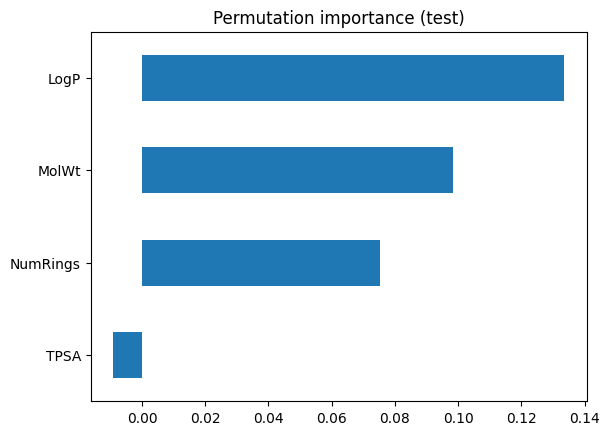 Permutation importance (test)
LogP
MolWt
NumRings
TPSA
0.00 0.02 0.04 0.06 0.08 0.10 0.12 0.14